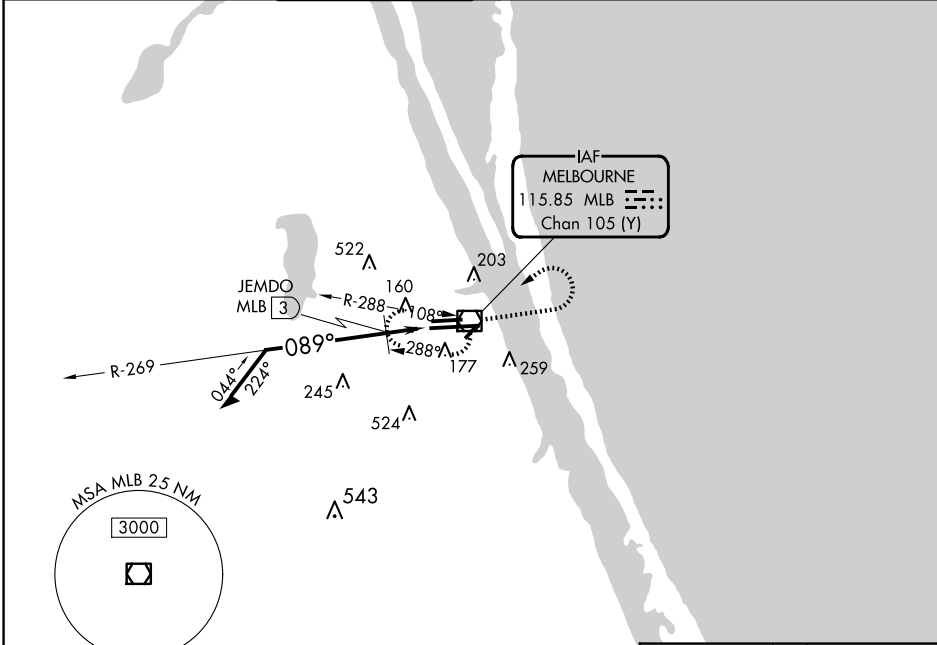 IAF
MELBOURNE
115.85 MLB
Chan 105 (Y)
522
203
JEMDO
MLB 3
160
R-288
108°
089°
288°
R-269
177
259
044°
224°
245
524
543
MSA MLB 25 NM
3000